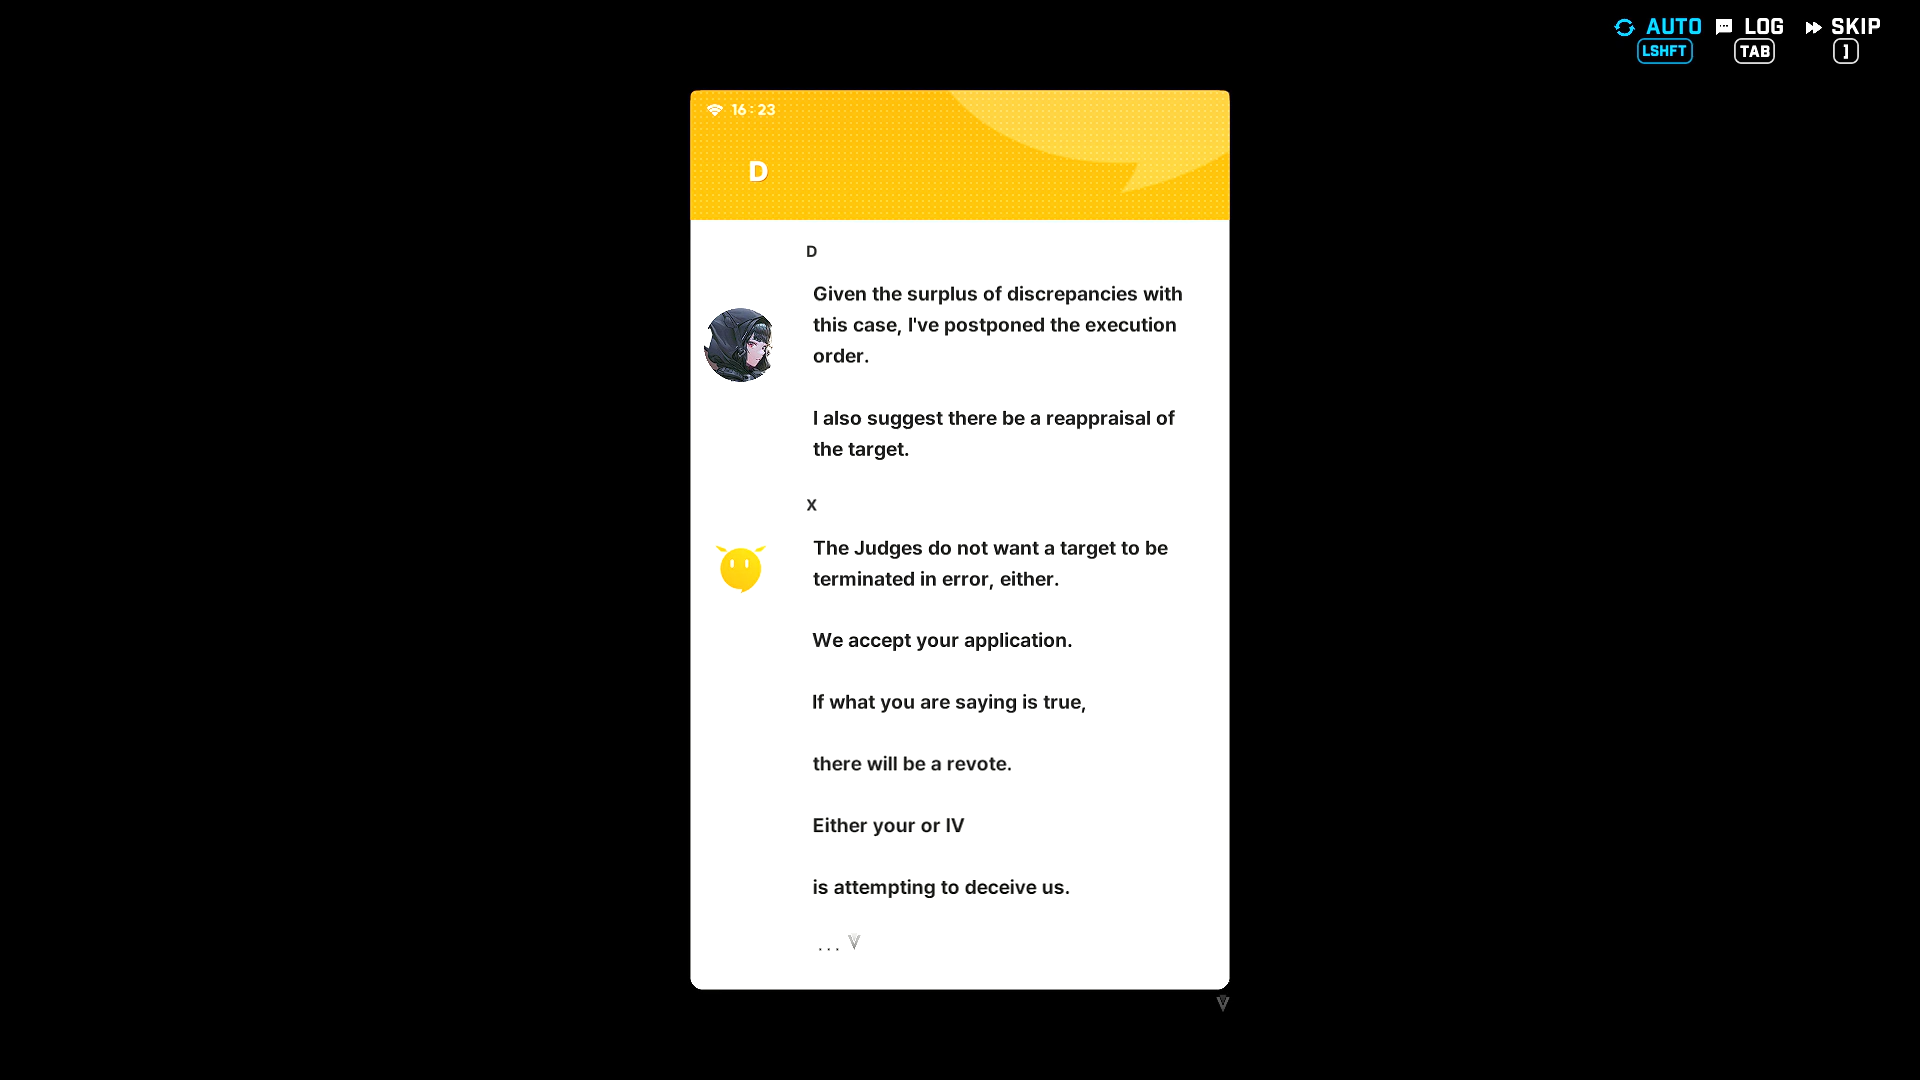 AUTO LOG SKIP
LSHFT TAB ]
16 : 23
D
D
Given the surplus of discrepancies with
this case, I've postponed the execution
order.
I also suggest there be a reappraisal of
the target.
X
The Judges do not want a target to be
terminated in error, either.
We accept your application.
If what you are saying is true,
there will be a revote.
Either your or IV
is attempting to deceive us.
...